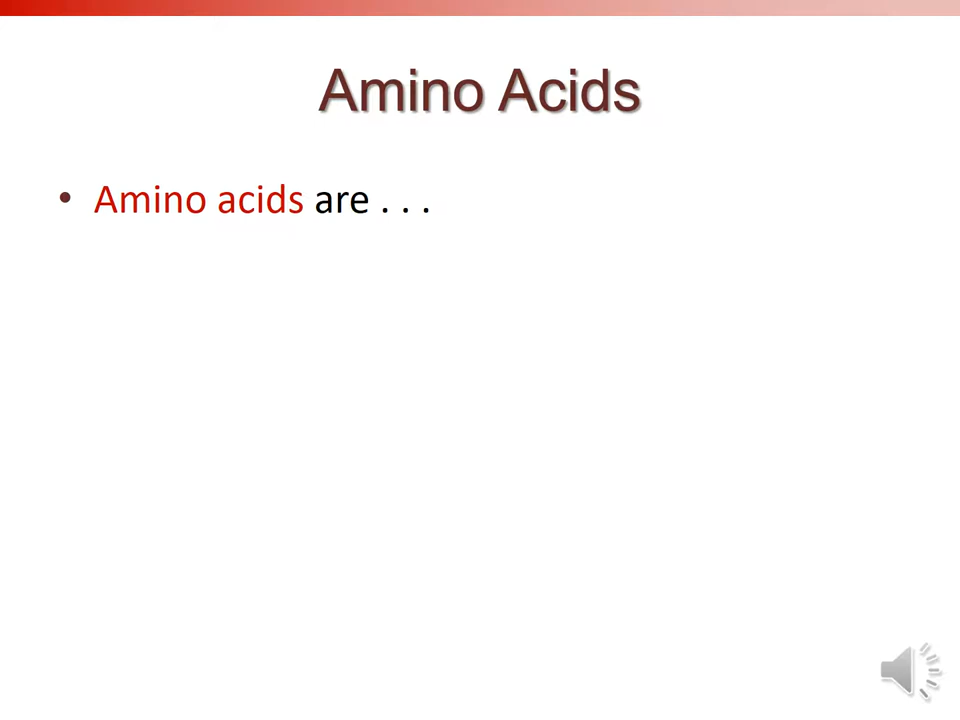 Amino Acids
• Amino acids are . . .